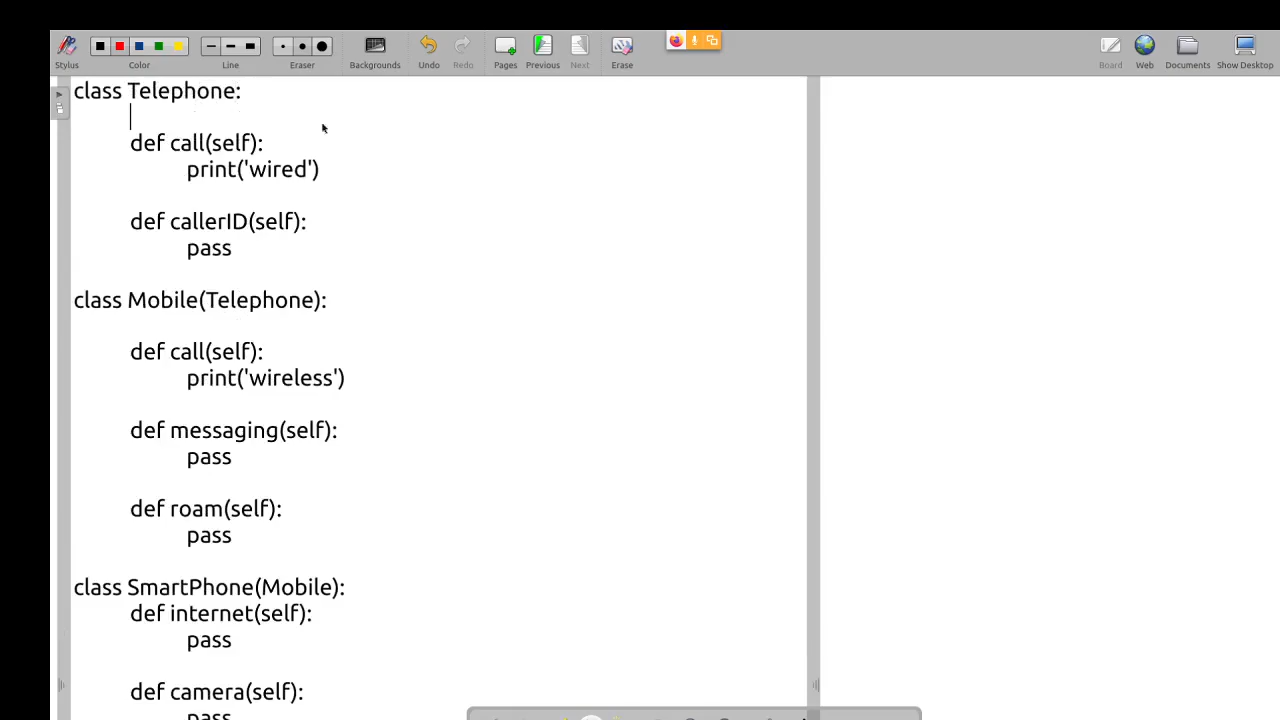 Stylus
Color
Line
Eraser
Backgrounds
Undo
Redo
Pages
Previous
Next
Erase
Board
Web
Documents
Show Desktop
class Telephone:
def call(self):
print('wired')
def callerID(self):
pass
class Mobile(Telephone):
def call(self):
print('wireless')
def messaging(self):
pass
def roam(self):
pass
class SmartPhone(Mobile):
def internet(self):
pass
def camera(self):
pass